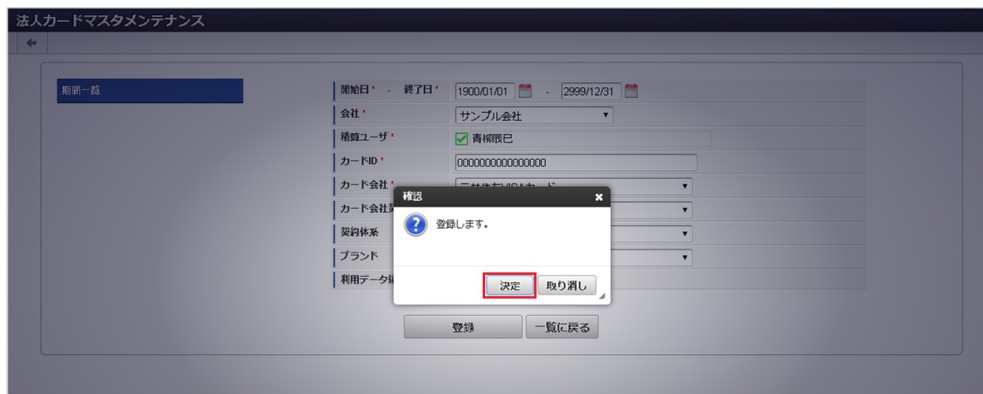 法人カードマスタメンテナンス
期間一覧
開始日* - 終了日* 1900/01/01 - 2999/12/31
会社* サンプル会社
積算ユーザ* 青柳辰巳
カードID* 0000000000000000
カード会社*
確認
カード会社
登録します。
契約体系
ブランド
利用データ
決定 取り消し
登録 一覧に戻る